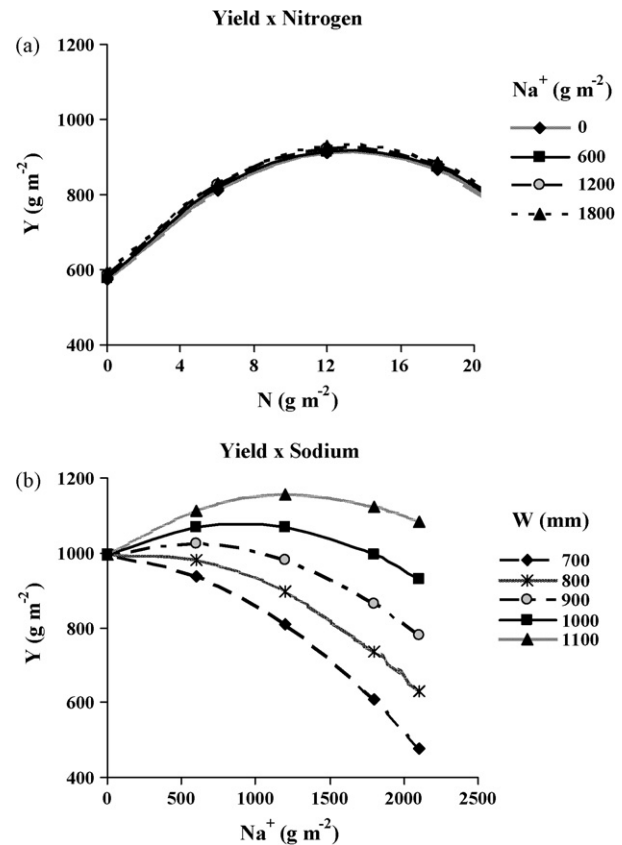 Yield x Nitrogen
(a)
1200
1000
800
600
400
Y (g m⁻²)
0 4 8 12 16 20
N (g m⁻²)
Na⁺ (g m⁻²)
0
600
1200
1800
Yield x Sodium
(b)
1200
1000
800
600
400
Y (g m⁻²)
0 500 1000 1500 2000 2500
Na⁺ (g m⁻²)
W (mm)
700
800
900
1000
1100